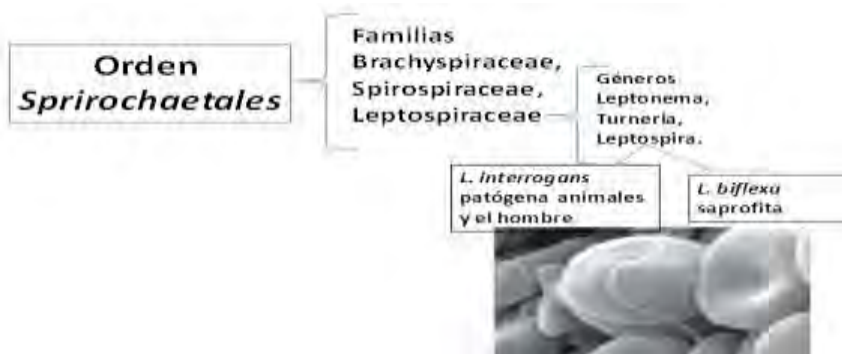 Orden
Sprirochaetales
Familias
Brachyspiraceae,
Spirospiraceae,
Leptospiraceae
Géneros
Leptonema,
Turneria,
Leptospira.
L. interrogans
patógena animales
y el hombre
L. biflexa
saprofita